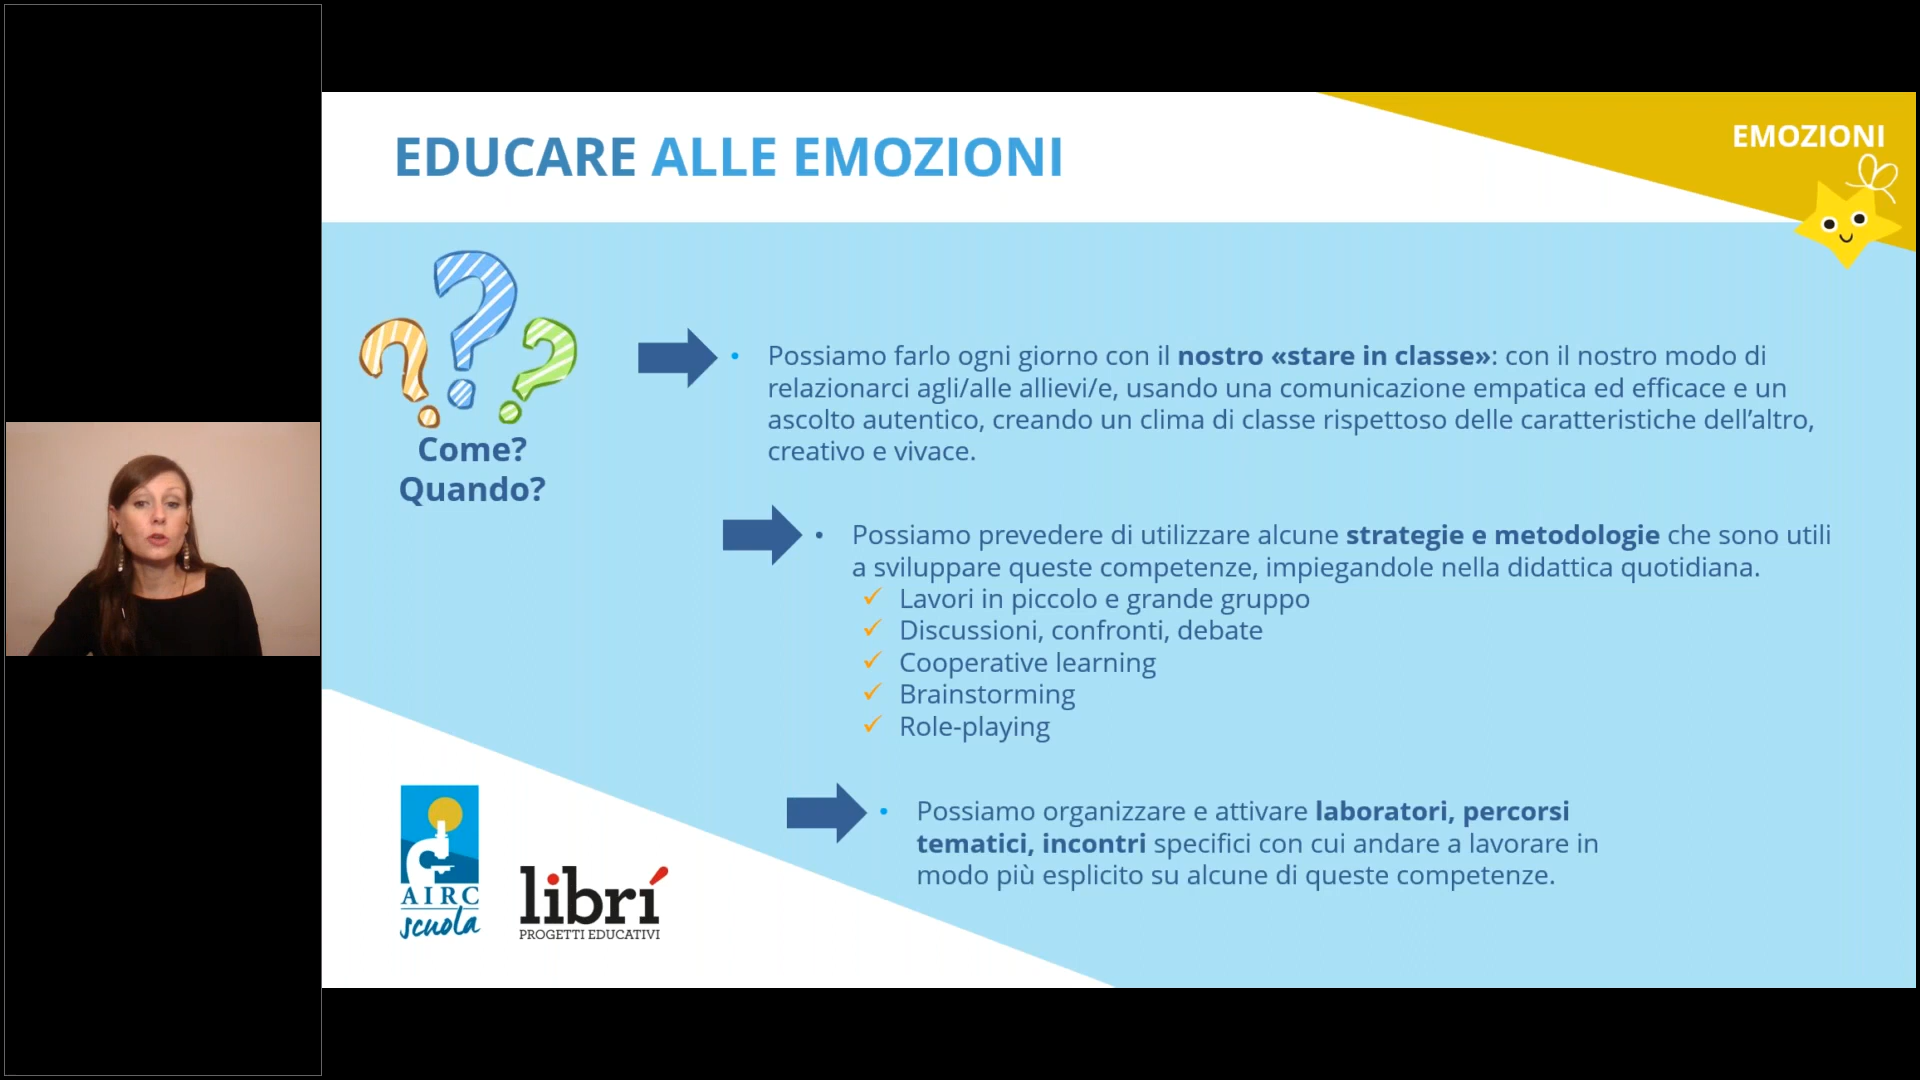 EDUCARE ALLE EMOZIONI
EMOZIONI
Come?
Quando?
• Possiamo farlo ogni giorno con il nostro «stare in classe»: con il nostro modo di
relazionarci agli/alle allievi/e, usando una comunicazione empatica ed efficace e un
ascolto autentico, creando un clima di classe rispettoso delle caratteristiche dell’altro,
creativo e vivace.
• Possiamo prevedere di utilizzare alcune strategie e metodologie che sono utili
a sviluppare queste competenze, impiegandole nella didattica quotidiana.
✓ Lavori in piccolo e grande gruppo
✓ Discussioni, confronti, debate
✓ Cooperative learning
✓ Brainstorming
✓ Role-playing
• Possiamo organizzare e attivare laboratori, percorsi
tematici, incontri specifici con cui andare a lavorare in
modo più esplicito su alcune di queste competenze.
AIRC
scuola
librí
PROGETTI EDUCATIVI